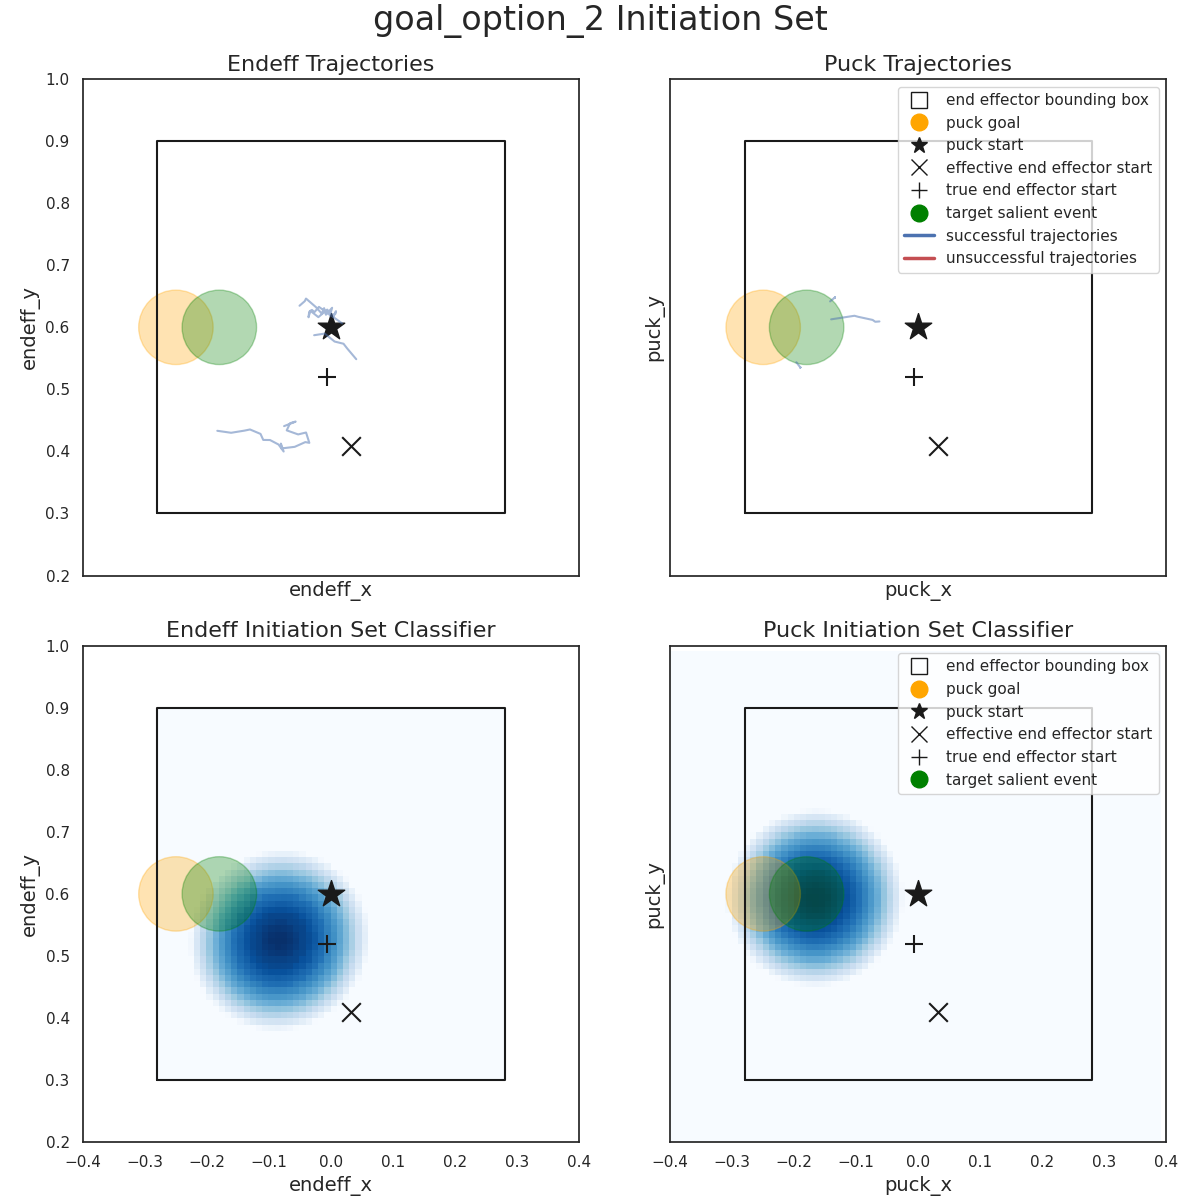 goal_option_2 Initiation Set
Endeff Trajectories
Puck Trajectories
1.0
0.9
0.8
0.7
0.6
0.5
0.4
0.3
0.2
endeff_y
endeff_x
puck_y
puck_x
end effector bounding box
puck goal
puck start
effective end effector start
true end effector start
target salient event
successful trajectories
unsuccessful trajectories
Endeff Initiation Set Classifier
Puck Initiation Set Classifier
1.0
0.9
0.8
0.7
0.6
0.5
0.4
0.3
0.2
endeff_y
−0.4 −0.3 −0.2 −0.1 0.0 0.1 0.2 0.3 0.4
endeff_x
puck_y
end effector bounding box
puck goal
puck start
effective end effector start
true end effector start
target salient event
−0.4 −0.3 −0.2 −0.1 0.0 0.1 0.2 0.3 0.4
puck_x